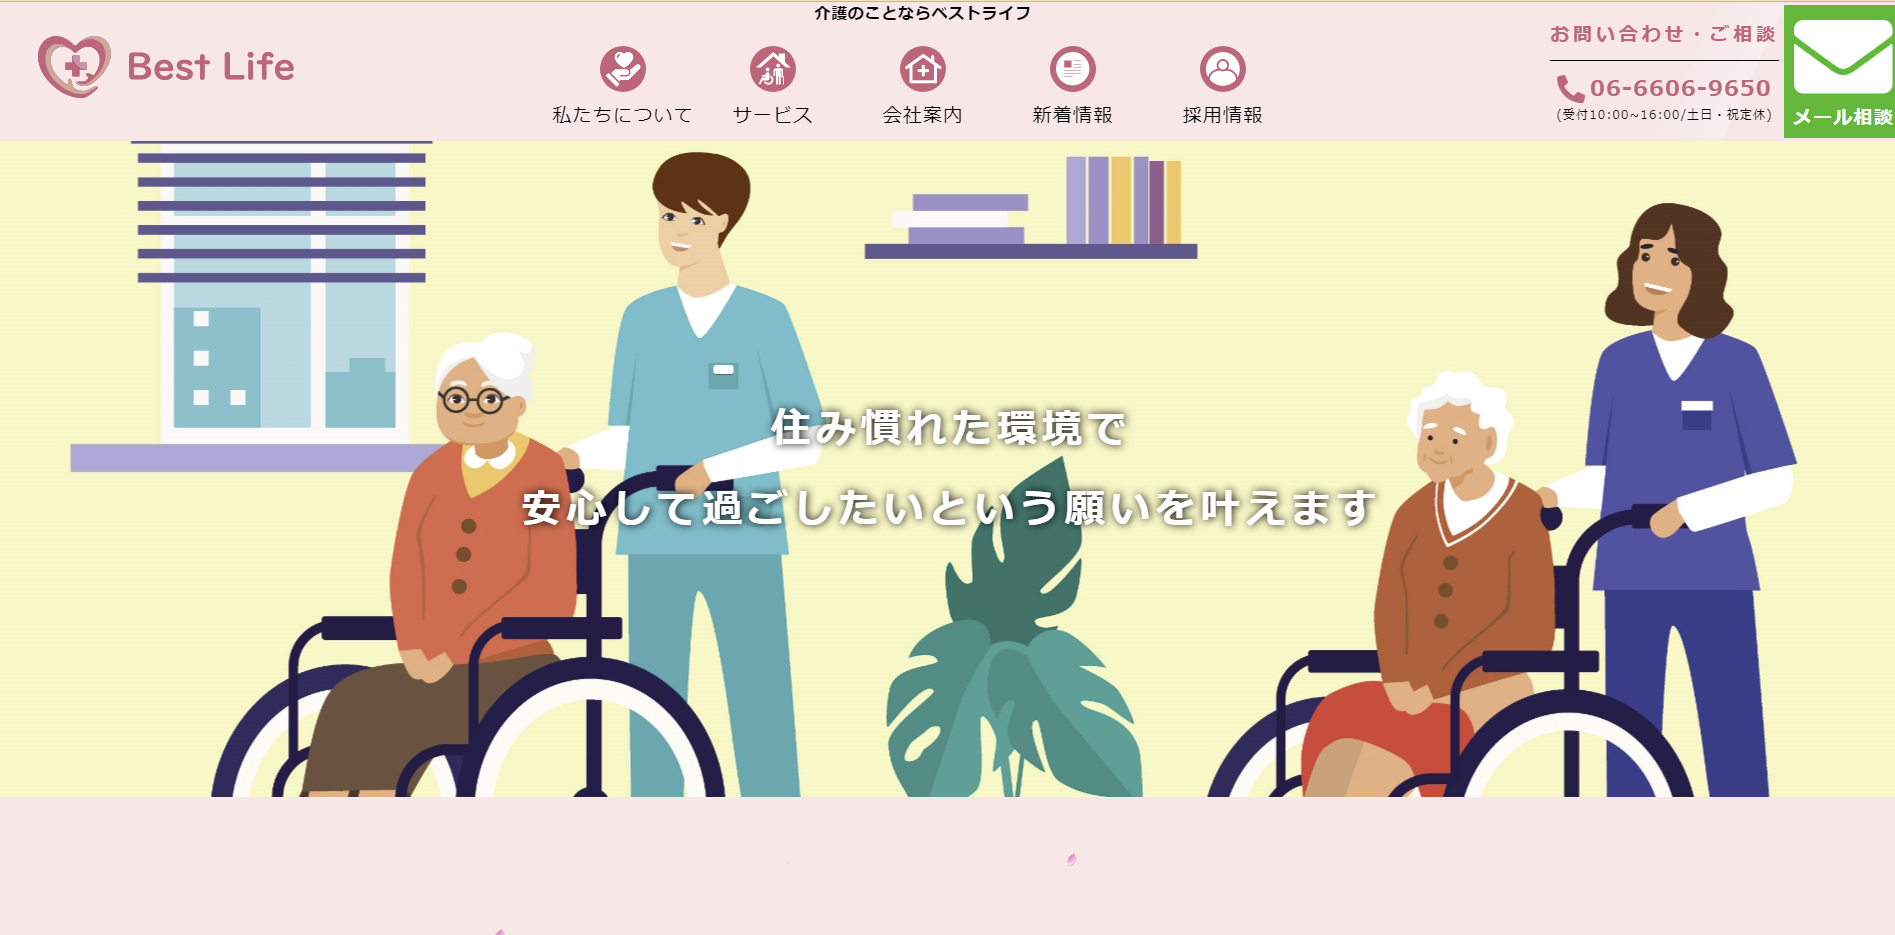 介護のことならベストライフ
Best Life
私たちについて
サービス
会社案内
新着情報
採用情報
お問い合わせ・ご相談
06-6606-9650
(受付10:00~16:00/土日・祝定休)
メール相談
住み慣れた環境で
安心して過ごしたいという願いを叶えます